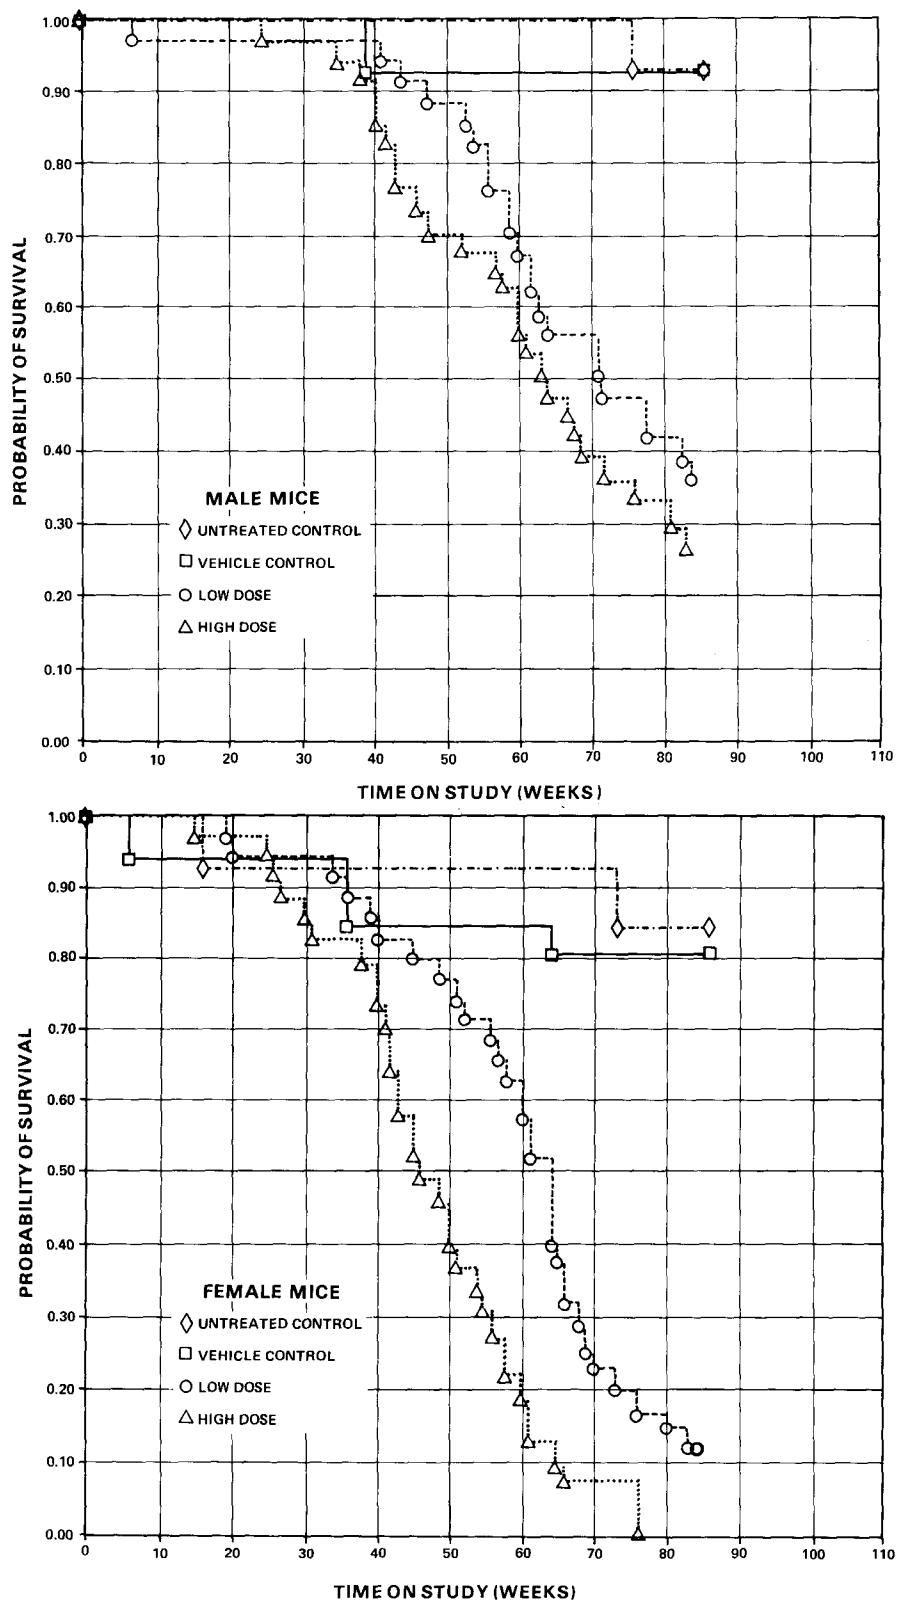 1.00
0.90
0.80
0.70
0.60
0.50
0.40
0.30
0.20
0.10
0.00
PROBABILITY OF SURVIVAL
MALE MICE
UNTREATED CONTROL
VEHICLE CONTROL
LOW DOSE
HIGH DOSE
0 10 20 30 40 50 60 70 80 90 100 110
TIME ON STUDY (WEEKS)
1.00
0.90
0.80
0.70
0.60
0.50
0.40
0.30
0.20
0.10
0.00
PROBABILITY OF SURVIVAL
FEMALE MICE
UNTREATED CONTROL
VEHICLE CONTROL
LOW DOSE
HIGH DOSE
0 10 20 30 40 50 60 70 80 90 100 110
TIME ON STUDY (WEEKS)